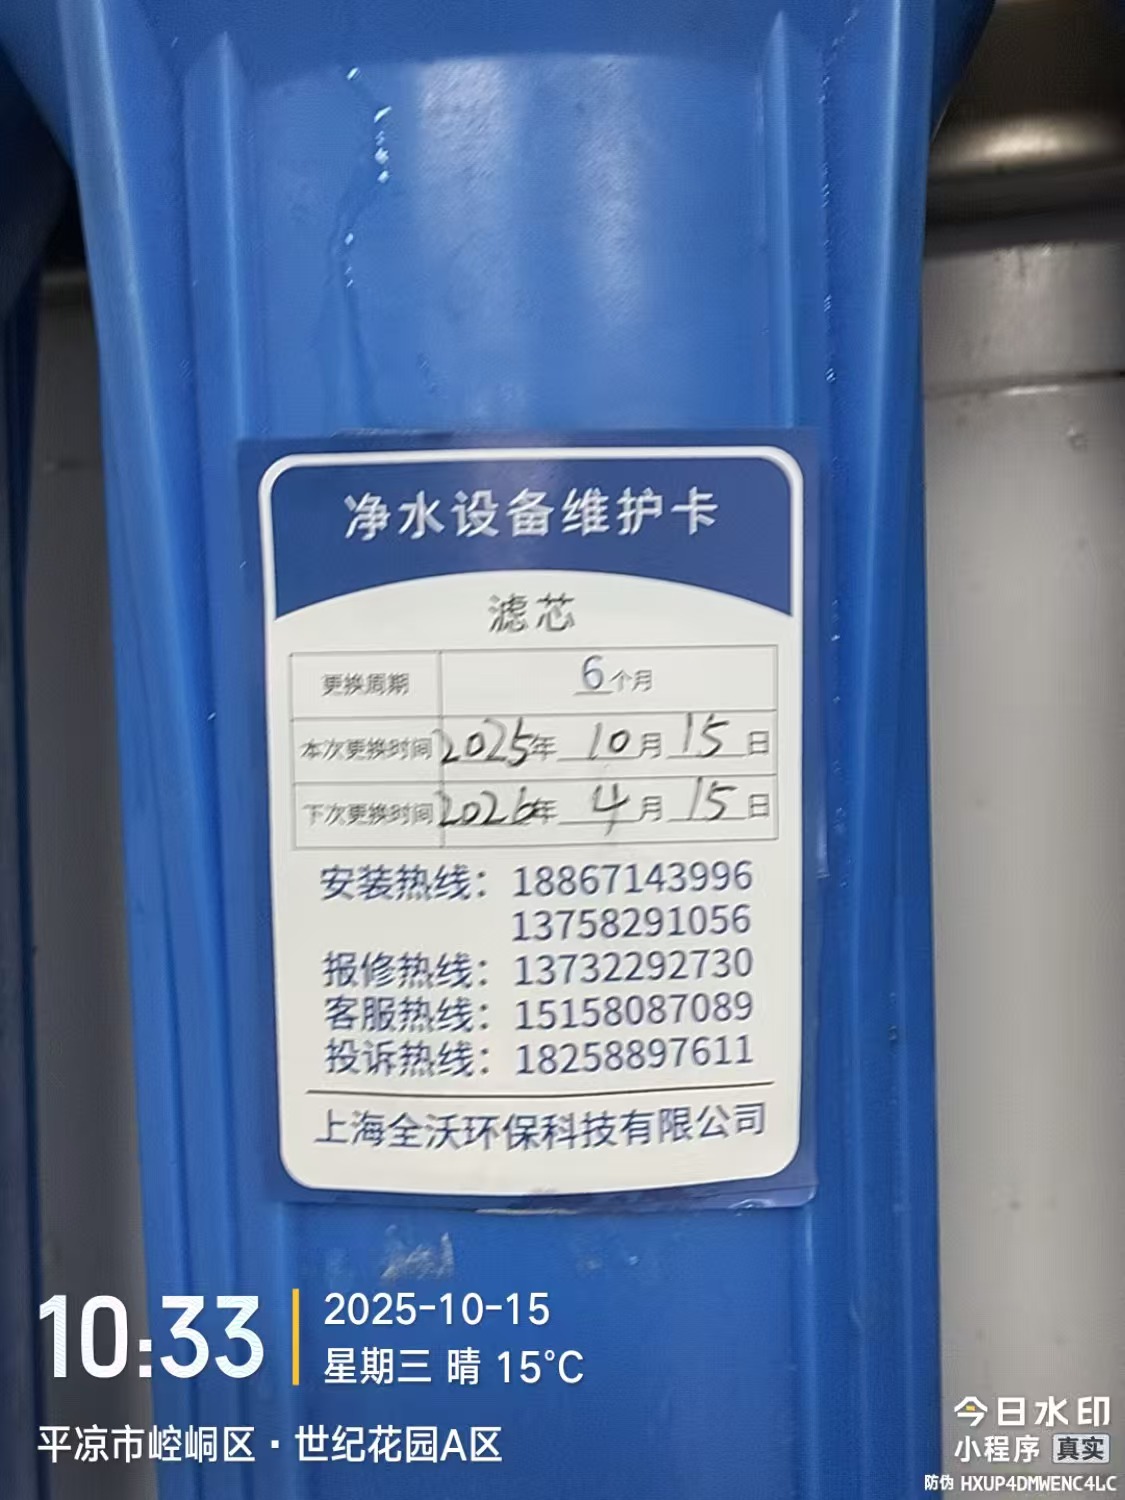 净水设备维护卡
滤芯
更换周期 6个月
本次更换时间 2025年 10月 15日
下次更换时间 2026年 4月 15日
安装热线：18867143996
13758291056
报修热线：13732292730
客服热线：15158087089
投诉热线：18258897611
上海全沃环保科技有限公司
10:33
2025-10-15
星期三 晴 15°C
平凉市崆峒区·世纪花园A区
今日水印
小程序 真实
防伪 HXUP4DMWENC4LC